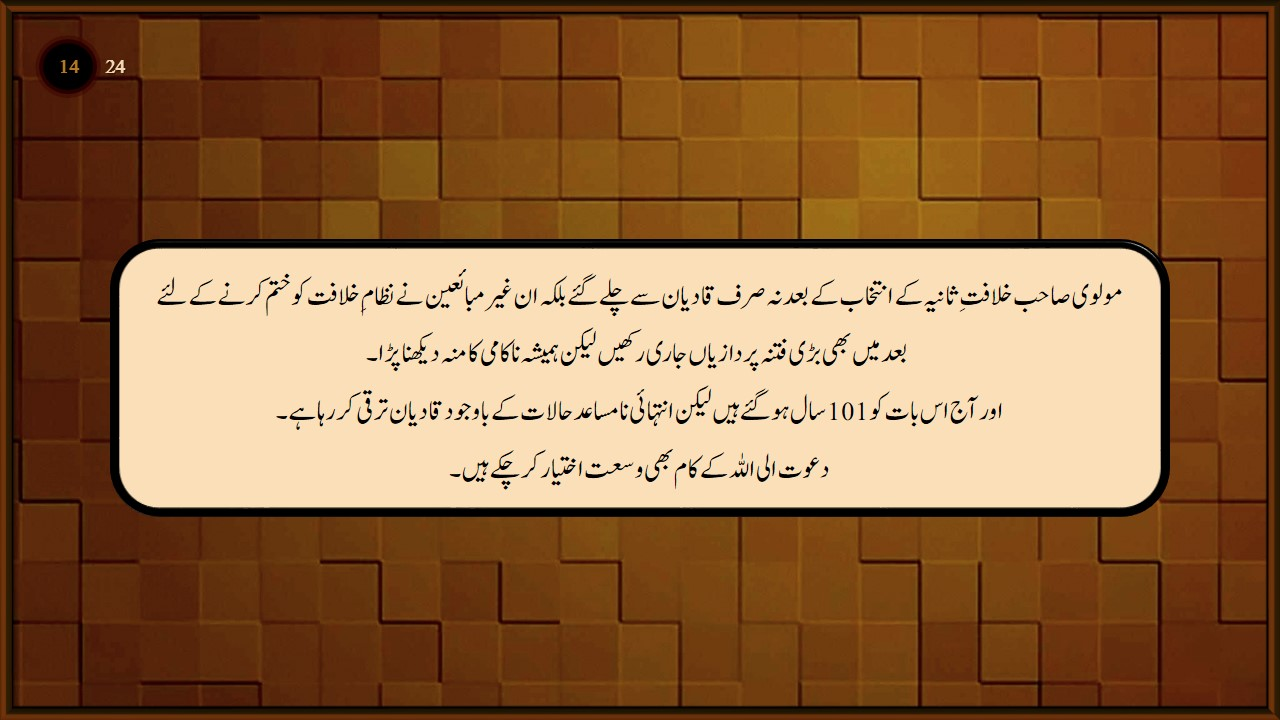 14 24
مولوی صاحب خلافتِ ثانیہ کے انتخاب کے بعد نہ صرف قادیان سے چلے گئے بلکہ ان غیر مبائعین نے نظامِ خلافت کو ختم کرنے کے لئے
بعد میں بھی بڑی فتنہ پردازیاں جاری رکھیں لیکن ہمیشہ ناکامی کا منہ دیکھنا پڑا۔
اور آج اس بات کو 101 سال ہو گئے ہیں لیکن انتہائی نامساعد حالات کے باوجود قادیان ترقی کر رہا ہے۔
دعوت الی اللہ کے کام بھی وسعت اختیار کر چکے ہیں۔